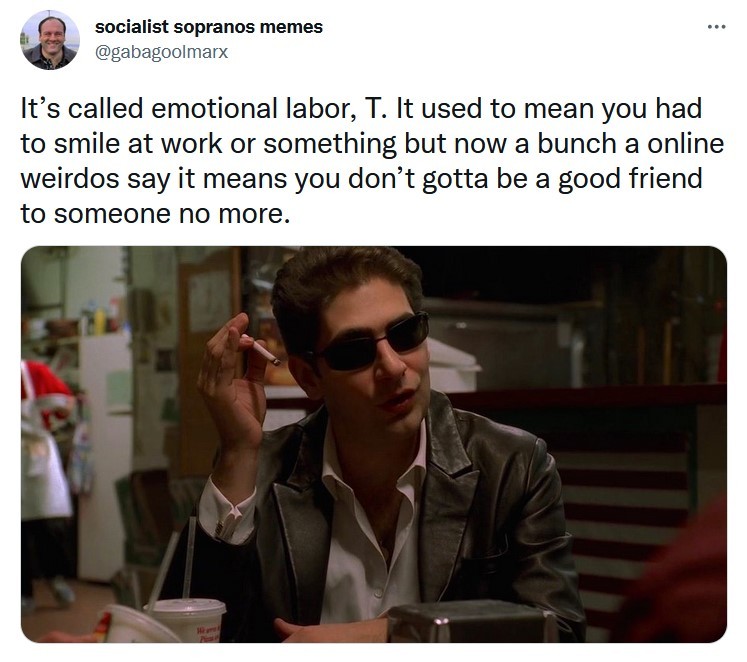 socialist sopranos memes
@gabagoolmarx
It’s called emotional labor, T. It used to mean you had
to smile at work or something but now a bunch a online
weirdos say it means you don’t gotta be a good friend
to someone no more.